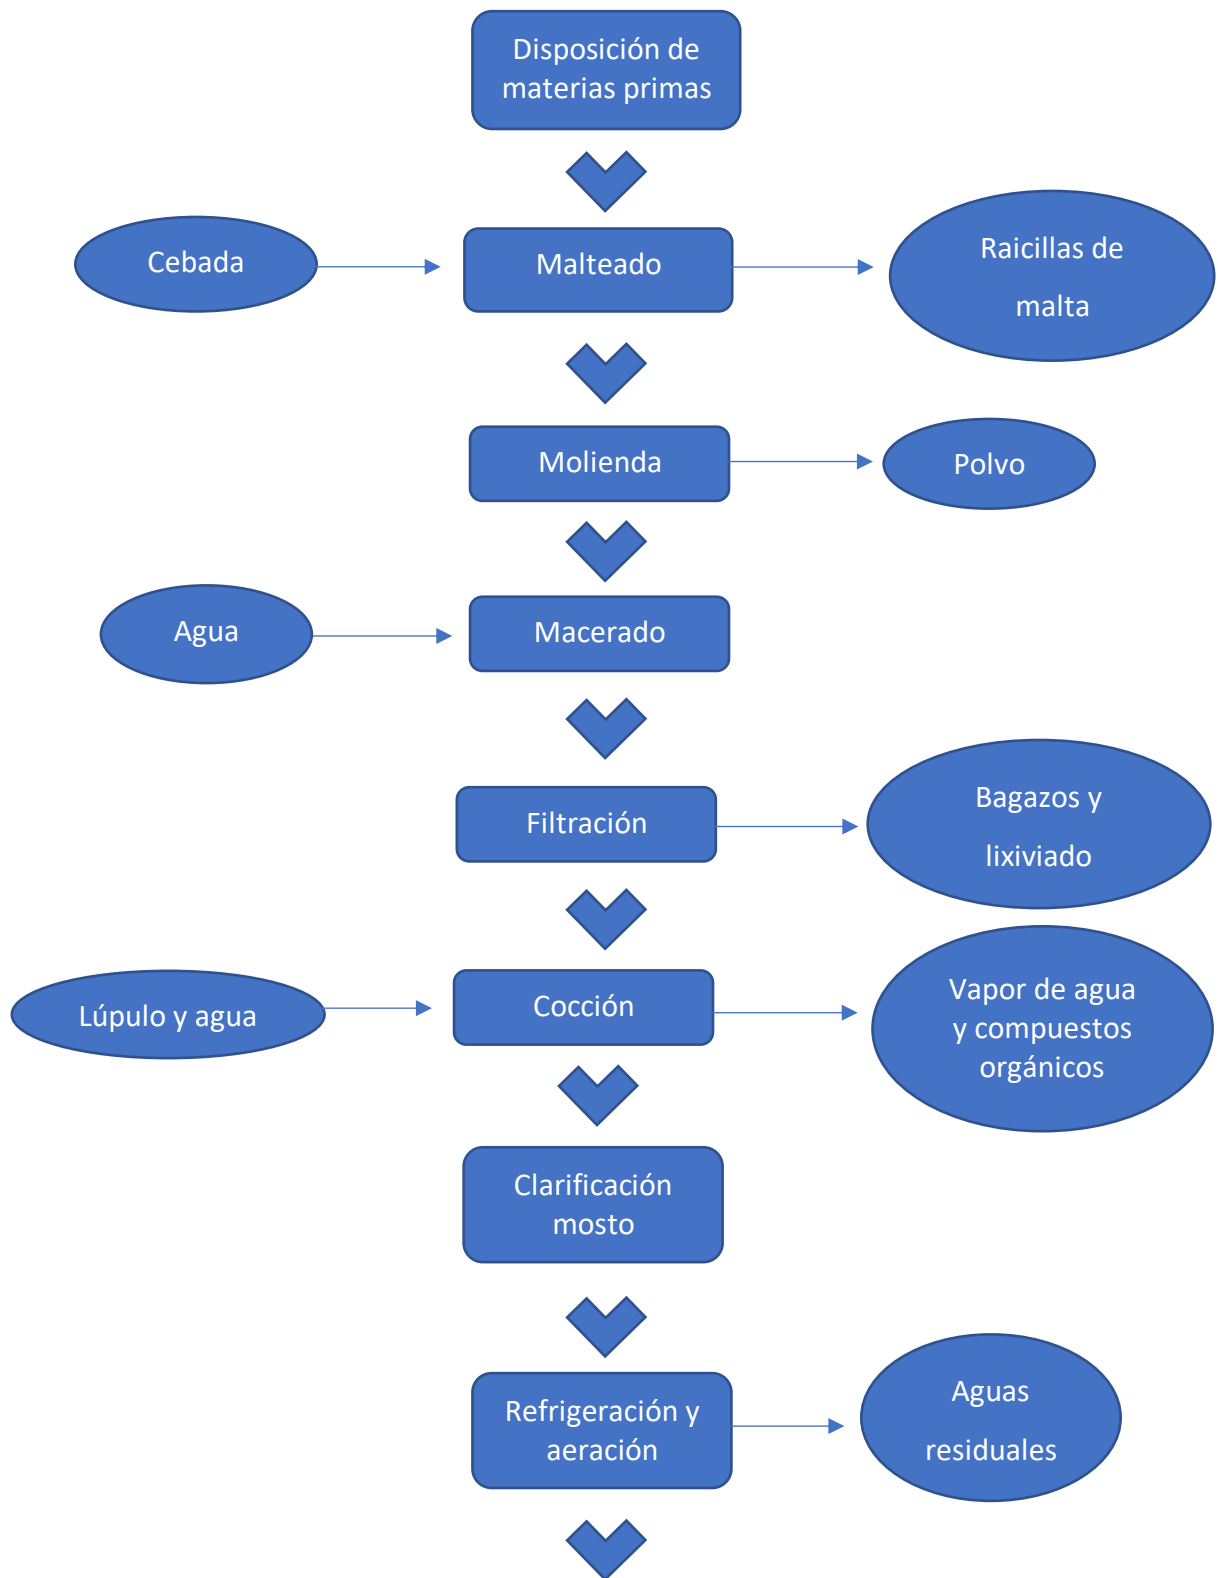 Disposición de
materias primas
Cebada
Malteado
Raicillas de
malta
Molienda
Polvo
Agua
Macerado
Filtración
Bagazos y
lixiviado
Lúpulo y agua
Cocción
Vapor de agua
y compuestos
orgánicos
Clarificación
mosto
Refrigeración y
aeración
Aguas
residuales